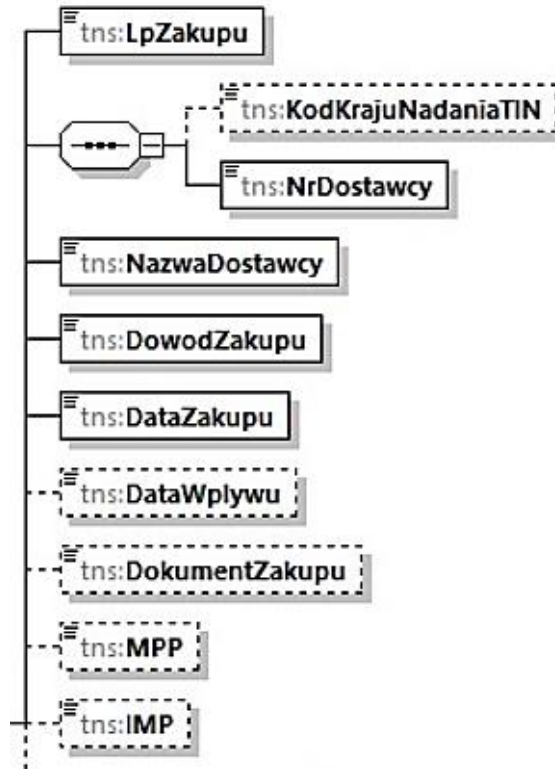 tns:LpZakupu
tns:KodKrajuNadaniaTIN
tns:NrDostawcy
tns:NazwaDostawcy
tns:DowodZakupu
tns:DataZakupu
tns:DataWplywu
tns:DokumentZakupu
tns:MPP
tns:IMP